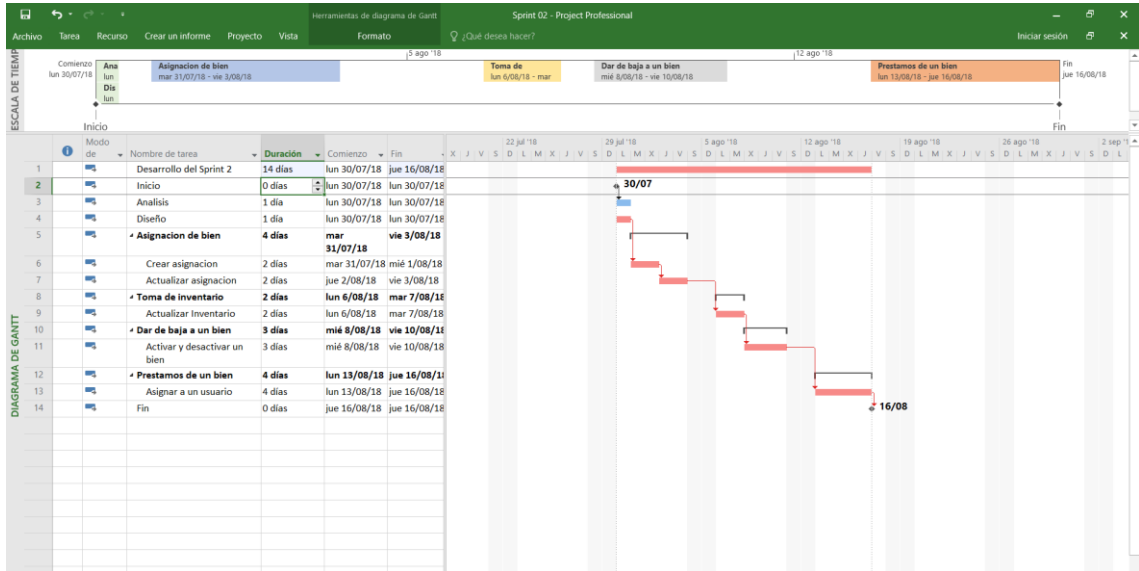 Herramientas de diagrama de Gantt Sprint 02 - Project Professional
Archivo Tarea Recurso Crear un informe Proyecto Vista Formato ¿Qué desea hacer? Iniciar sesión
ESCALA DE TIEMP
5 ago '18 12 ago '18
Comienzo
lun 30/07/18
Ana
lun
Dis
lun
Asignacion de bien
mar 31/07/18 - vie 3/08/18
Toma de
lun 6/08/18 - mar
Dar de baja a un bien
mié 8/08/18 - vie 10/08/18
Prestamos de un bien
lun 13/08/18 - jue 16/08/18
Fin
jue 16/08/18
Inicio Fin
DIAGRAMA DE GANTT
Modo de Nombre de tarea Duración Comienzo Fin
22 jul '18 29 jul '18 5 ago '18 12 ago '18 19 ago '18 26 ago '18 2 sep '1
X J V S D L M X J V S D L M X J V S D L M X J V S D L M X J V S D L M X J V S D L M X J V S D L
1 Desarrollo del Sprint 2 14 días lun 30/07/18 jue 16/08/18
2 Inicio 0 días lun 30/07/18 lun 30/07/18 30/07
3 Analisis 1 día lun 30/07/18 lun 30/07/18
4 Diseño 1 día lun 30/07/18 lun 30/07/18
5 Asignacion de bien 4 días mar 31/07/18 vie 3/08/18
6 Crear asignacion 2 días mar 31/07/18 mié 1/08/18
7 Actualizar asignacion 2 días jue 2/08/18 vie 3/08/18
8 Toma de inventario 2 días lun 6/08/18 mar 7/08/18
9 Actualizar Inventario 2 días lun 6/08/18 mar 7/08/18
10 Dar de baja a un bien 3 días mié 8/08/18 vie 10/08/18
11 Activar y desactivar un bien 3 días mié 8/08/18 vie 10/08/18
12 Prestamos de un bien 4 días lun 13/08/18 jue 16/08/18
13 Asignar a un usuario 4 días lun 13/08/18 jue 16/08/18
14 Fin 0 días jue 16/08/18 jue 16/08/18 16/08